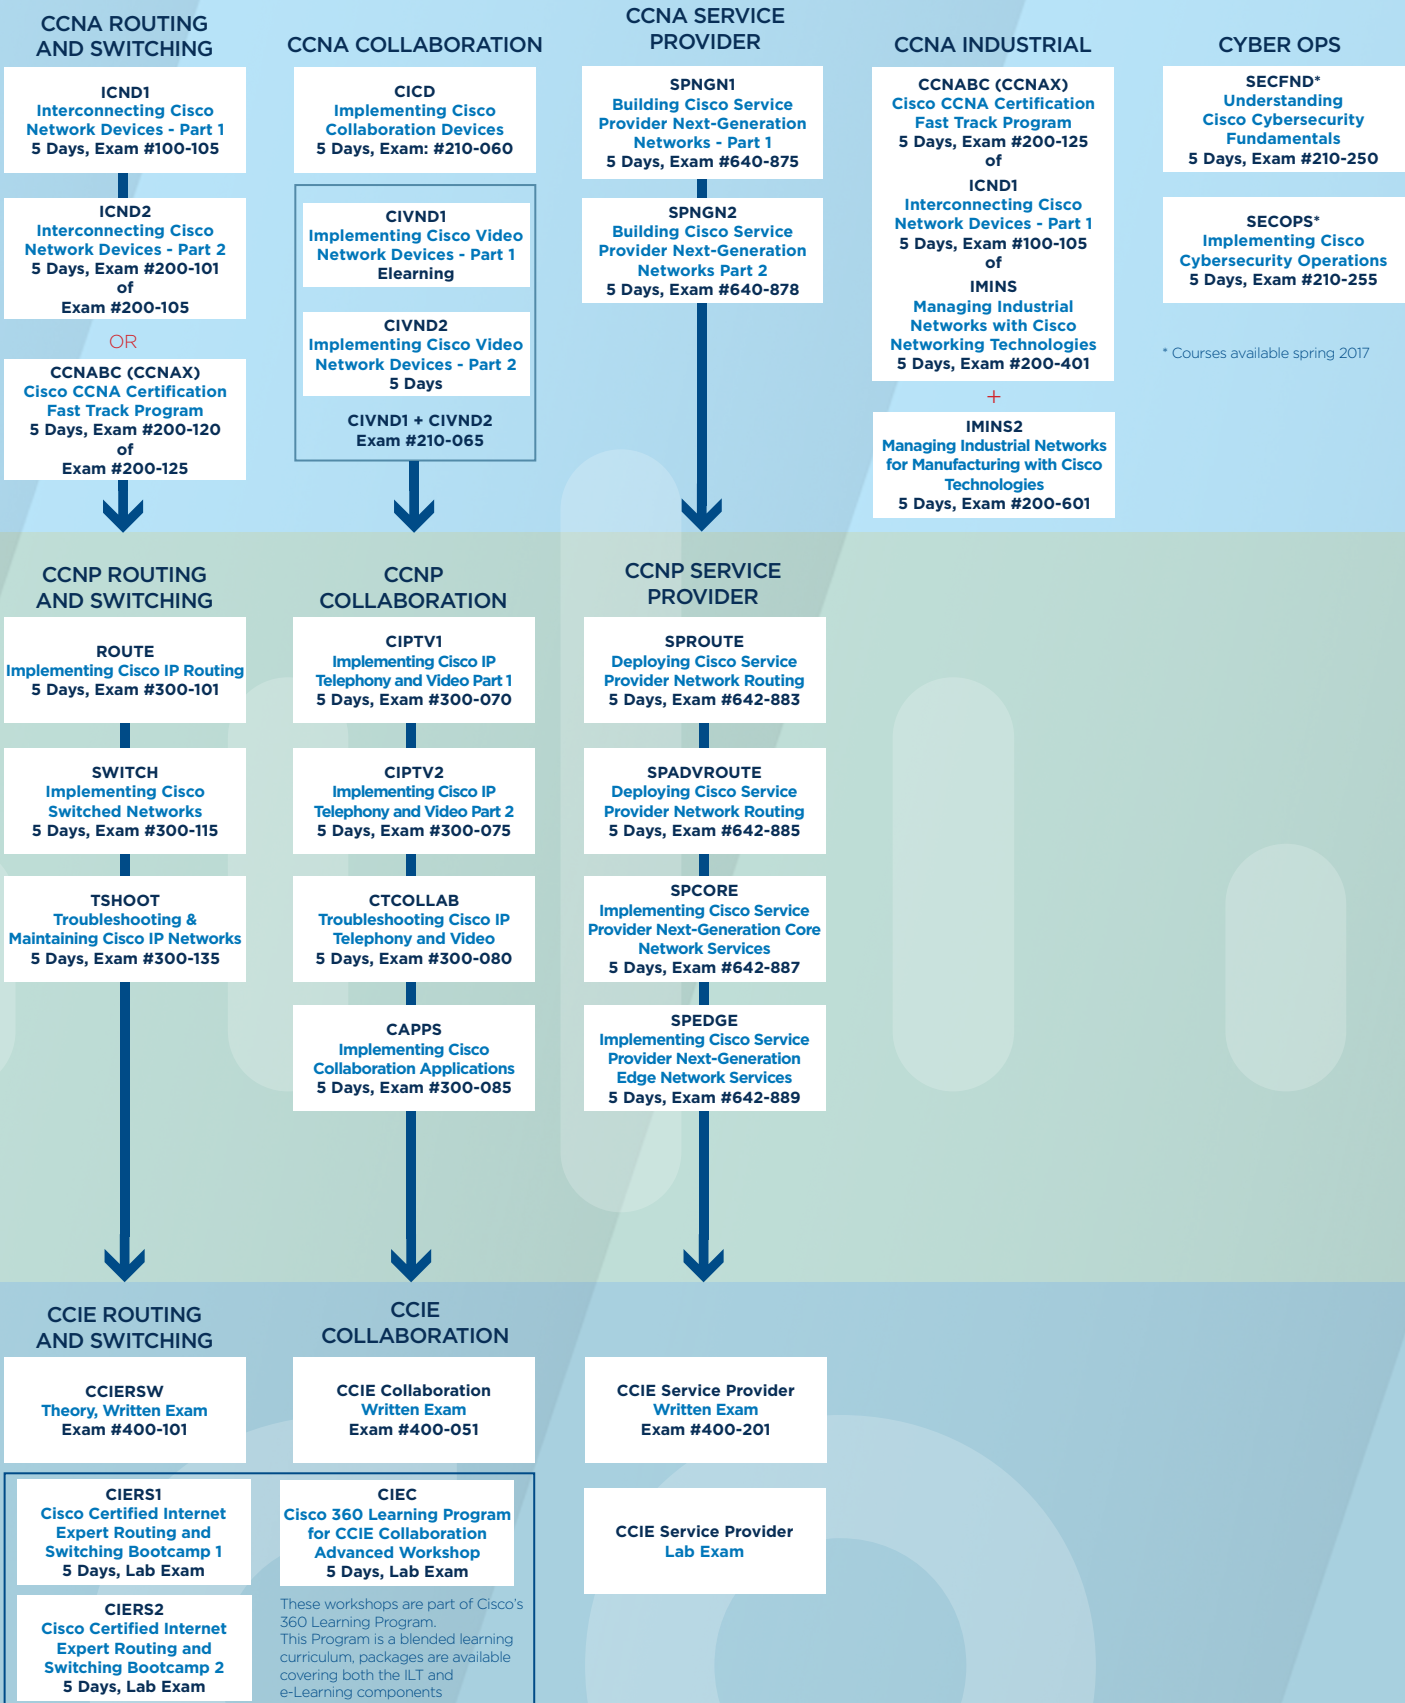 CCNA ROUTING
AND SWITCHING
ICND1
Interconnecting Cisco
Network Devices - Part 1
5 Days, Exam #100-105
ICND2
Interconnecting Cisco
Network Devices - Part 2
5 Days, Exam #200-101
of
Exam #200-105
OR
CCNABC (CCNAX)
Cisco CCNA Certification
Fast Track Program
5 Days, Exam #200-120
of
Exam #200-125
CCNA COLLABORATION
CICD
Implementing Cisco
Collaboration Devices
5 Days, Exam: #210-060
CIVND1
Implementing Cisco Video
Network Devices - Part 1
Elearning
CIVND2
Implementing Cisco Video
Network Devices - Part 2
5 Days
CIVND1 + CIVND2
Exam #210-065
CCNA SERVICE
PROVIDER
SPNGN1
Building Cisco Service
Provider Next-Generation
Networks - Part 1
5 Days, Exam #640-875
SPNGN2
Building Cisco Service
Provider Next-Generation
Networks Part 2
5 Days, Exam #640-878
CCNA INDUSTRIAL
CCNABC (CCNAX)
Cisco CCNA Certification
Fast Track Program
5 Days, Exam #200-125
of
ICND1
Interconnecting Cisco
Network Devices - Part 1
5 Days, Exam #100-105
of
IMINS
Managing Industrial
Networks with Cisco
Networking Technologies
5 Days, Exam #200-401
+
IMINS2
Managing Industrial Networks
for Manufacturing with Cisco
Technologies
5 Days, Exam #200-601
CYBER OPS
SECFND*
Understanding
Cisco Cybersecurity
Fundamentals
5 Days, Exam #210-250
SECOPS*
Implementing Cisco
Cybersecurity Operations
5 Days, Exam #210-255
* Courses available spring 2017
CCNP ROUTING
AND SWITCHING
ROUTE
Implementing Cisco IP Routing
5 Days, Exam #300-101
SWITCH
Implementing Cisco
Switched Networks
5 Days, Exam #300-115
TSHOOT
Troubleshooting &
Maintaining Cisco IP Networks
5 Days, Exam #300-135
CCNP
COLLABORATION
CIPTV1
Implementing Cisco IP
Telephony and Video Part 1
5 Days, Exam #300-070
CIPTV2
Implementing Cisco IP
Telephony and Video Part 2
5 Days, Exam #300-075
CTCOLLAB
Troubleshooting Cisco IP
Telephony and Video
5 Days, Exam #300-080
CAPPS
Implementing Cisco
Collaboration Applications
5 Days, Exam #300-085
CCNP SERVICE
PROVIDER
SPROUTE
Deploying Cisco Service
Provider Network Routing
5 Days, Exam #642-883
SPADVROUTE
Deploying Cisco Service
Provider Network Routing
5 Days, Exam #642-885
SPCORE
Implementing Cisco Service
Provider Next-Generation Core
Network Services
5 Days, Exam #642-887
SPEDGE
Implementing Cisco Service
Provider Next-Generation
Edge Network Services
5 Days, Exam #642-889
CCIE ROUTING
AND SWITCHING
CCIERSW
Theory, Written Exam
Exam #400-101
CIERS1
Cisco Certified Internet
Expert Routing and
Switching Bootcamp 1
5 Days, Lab Exam
CIERS2
Cisco Certified Internet
Expert Routing and
Switching Bootcamp 2
5 Days, Lab Exam
CCIE
COLLABORATION
CCIE Collaboration
Written Exam
Exam #400-051
CIEC
Cisco 360 Learning Program
for CCIE Collaboration
Advanced Workshop
5 Days, Lab Exam
These workshops are part of Cisco's
360 Learning Program.
This Program is a blended learning
curriculum, packages are available
covering both the ILT and
e-Learning components
CCIE Service Provider
Written Exam
Exam #400-201
CCIE Service Provider
Lab Exam